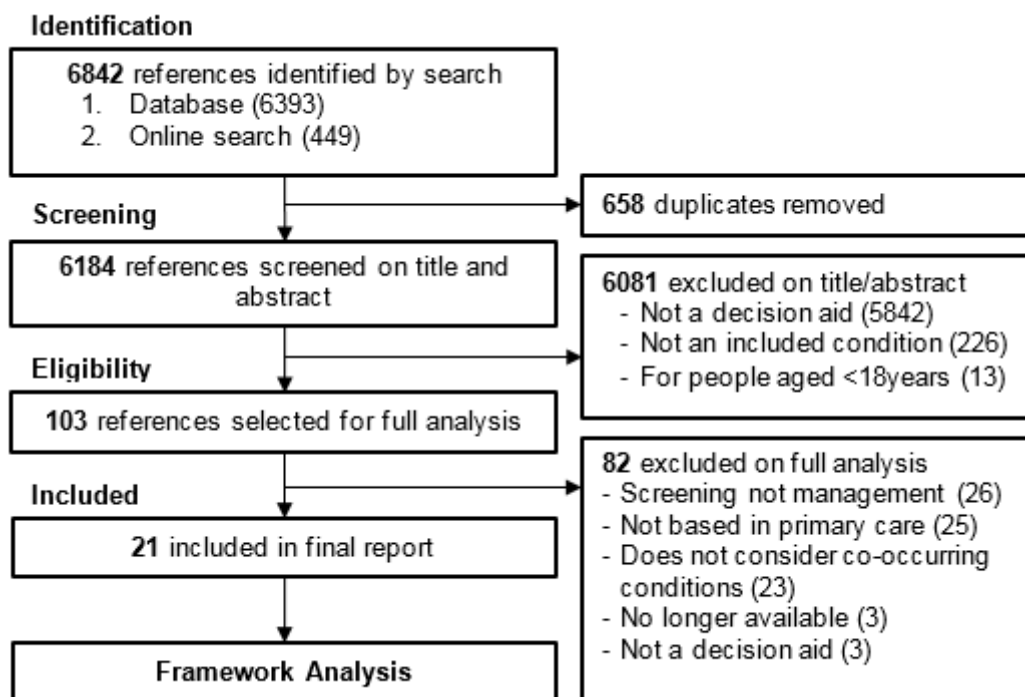 Identification
6842 references identified by search
1. Database (6393)
2. Online search (449)
658 duplicates removed
Screening
6184 references screened on title and
abstract
6081 excluded on title/abstract
- Not a decision aid (5842)
- Not an included condition (226)
- For people aged <18years (13)
Eligibility
103 references selected for full analysis
82 excluded on full analysis
- Screening not management (26)
- Not based in primary care (25)
- Does not consider co-occurring
conditions (23)
- No longer available (3)
- Not a decision aid (3)
Included
21 included in final report
Framework Analysis